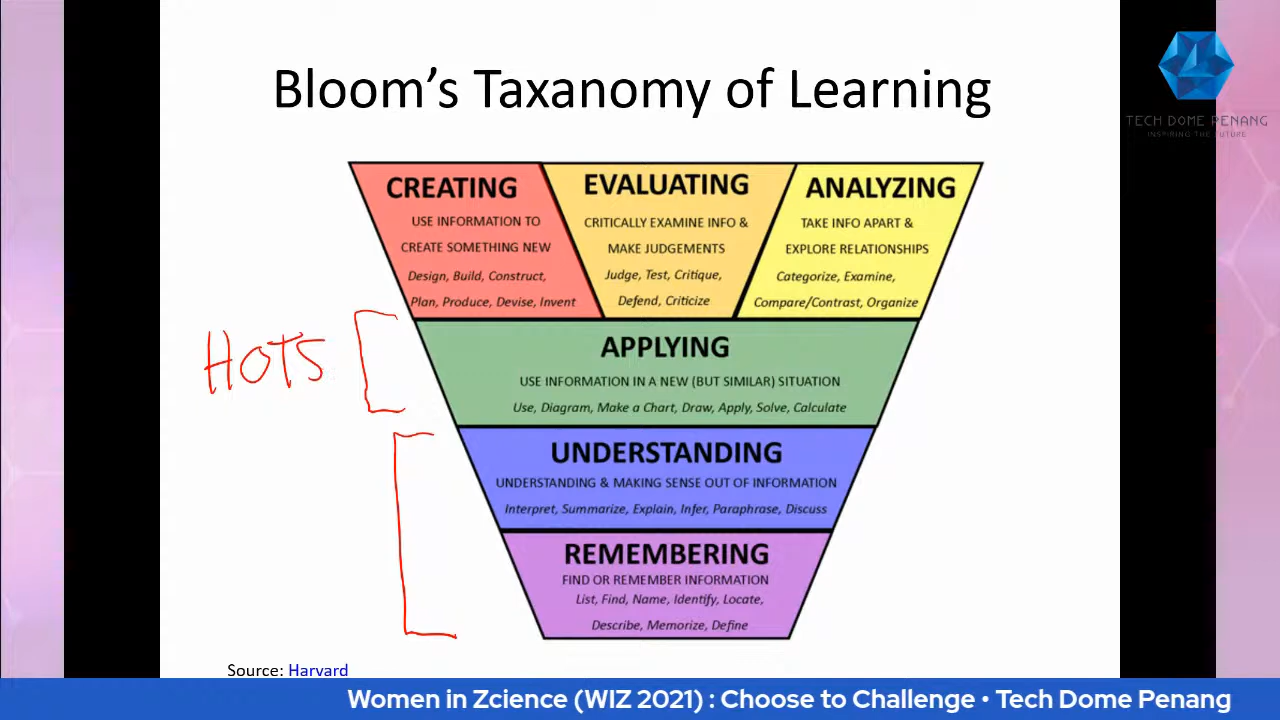 Bloom's Taxanomy of Learning
TECH DOME PENANG
INSPIRING THE FUTURE
CREATING
USE INFORMATION TO
CREATE SOMETHING NEW
Design, Build, Construct,
Plan, Produce, Devise, Invent
EVALUATING
CRITICALLY EXAMINE INFO &
MAKE JUDGEMENTS
Judge, Test, Critique,
Defend, Criticize
ANALYZING
TAKE INFO APART &
EXPLORE RELATIONSHIPS
Categorize, Examine,
Compare/Contrast, Organize
HOTS
APPLYING
USE INFORMATION IN A NEW (BUT SIMILAR) SITUATION
Use, Diagram, Make a Chart, Draw, Apply, Solve, Calculate
UNDERSTANDING
UNDERSTANDING & MAKING SENSE OUT OF INFORMATION
Interpret, Summarize, Explain, Infer, Paraphrase, Discuss
REMEMBERING
FIND OR REMEMBER INFORMATION
List, Find, Name, Identify, Locate,
Describe, Memorize, Define
Source: Harvard
Women in Zcience (WIZ 2021) : Choose to Challenge • Tech Dome Penang